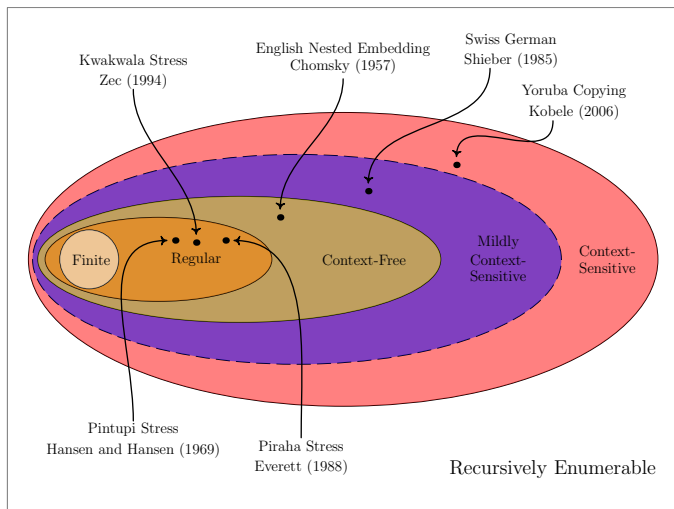 Kwakwala Stress
Zec (1994)
English Nested Embedding
Chomsky (1957)
Swiss German
Shieber (1985)
Yoruba Copying
Kobele (2006)
Finite
Regular
Context-Free
Mildly
Context-
Sensitive
Context-
Sensitive
Pintupi Stress
Hansen and Hansen (1969)
Piraha Stress
Everett (1988)
Recursively Enumerable